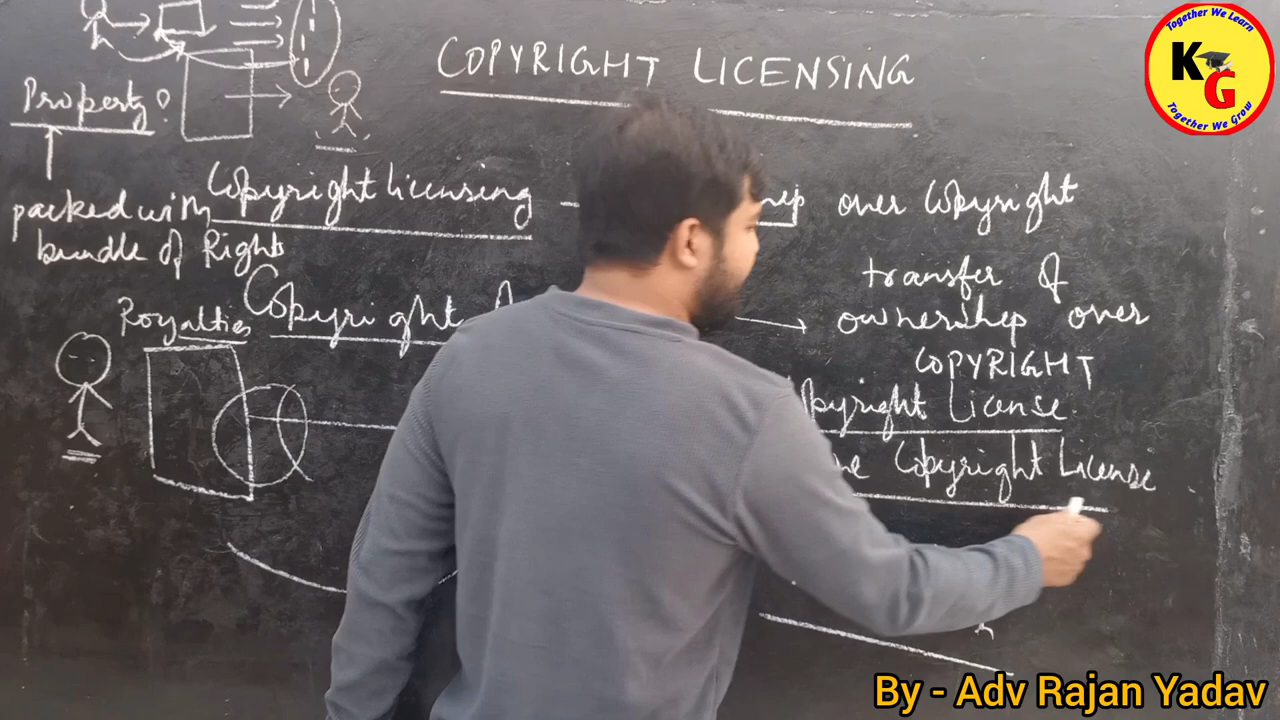 COPYRIGHT LICENSING
Together We Learn
KG
Together We Grow
Property?
packed with
bundle of Rights
Copyright Licensing
over Copyright
Royalties
Copyright
transfer of
ownership over
COPYRIGHT
License
Copyright License
By - Adv Rajan Yadav